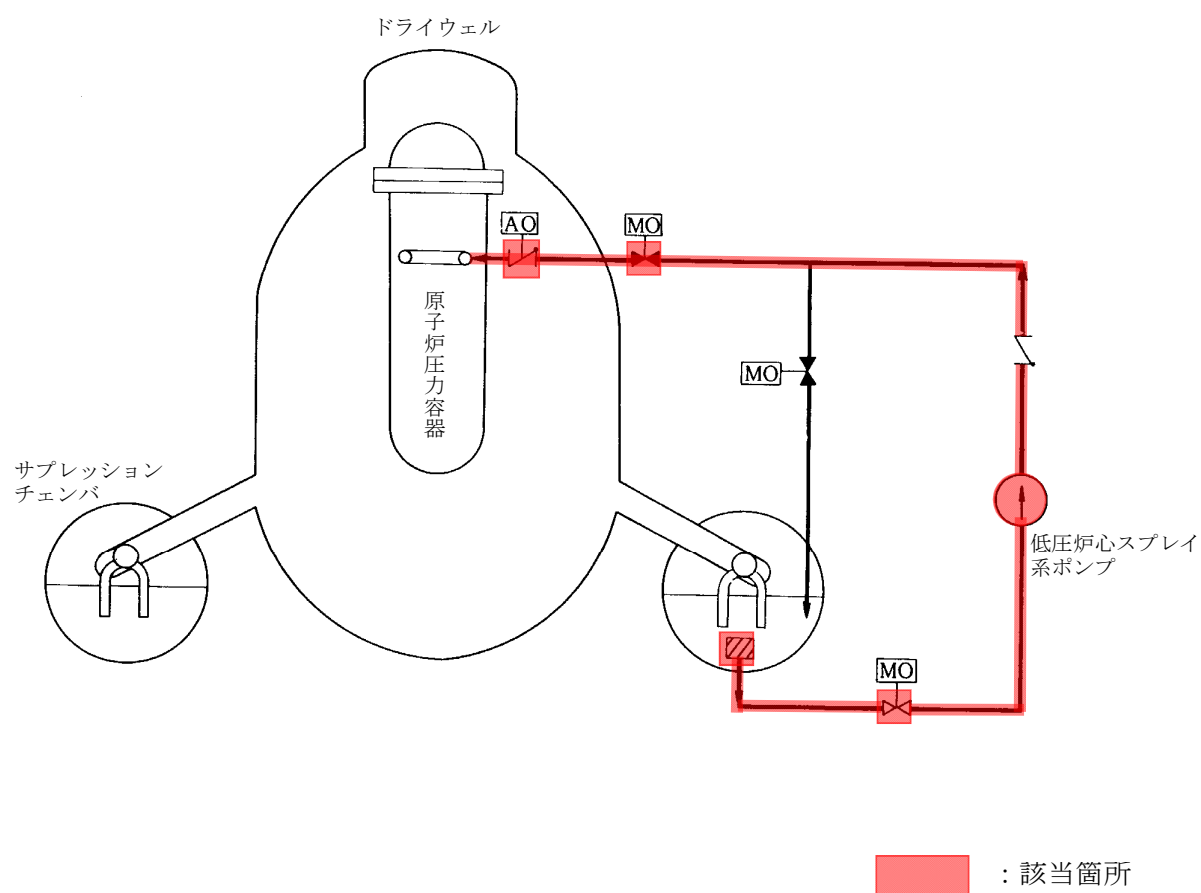 ドライウェル
AO
MO
原子炉圧力容器
MO
サプレッション
チェンバ
低圧炉心スプレイ
系ポンプ
MO
：該当箇所